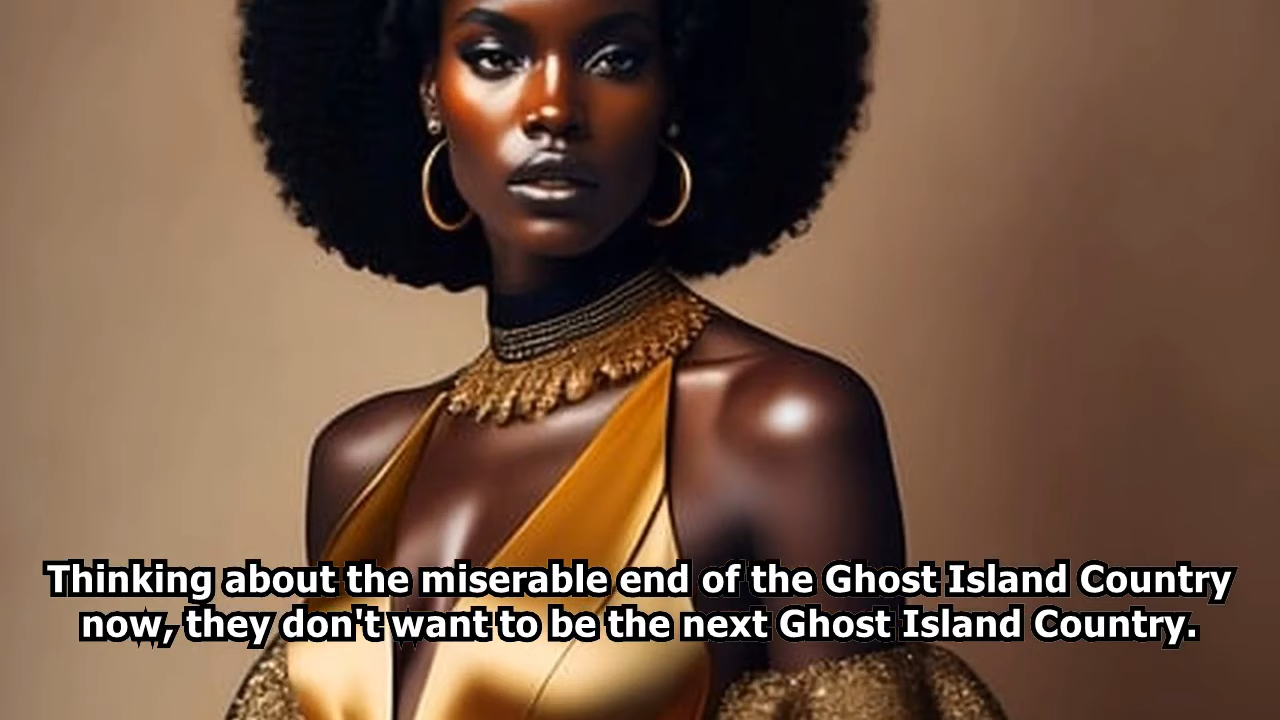 Thinking about the miserable end of the Ghost Island Country
now, they don't want to be the next Ghost Island Country.